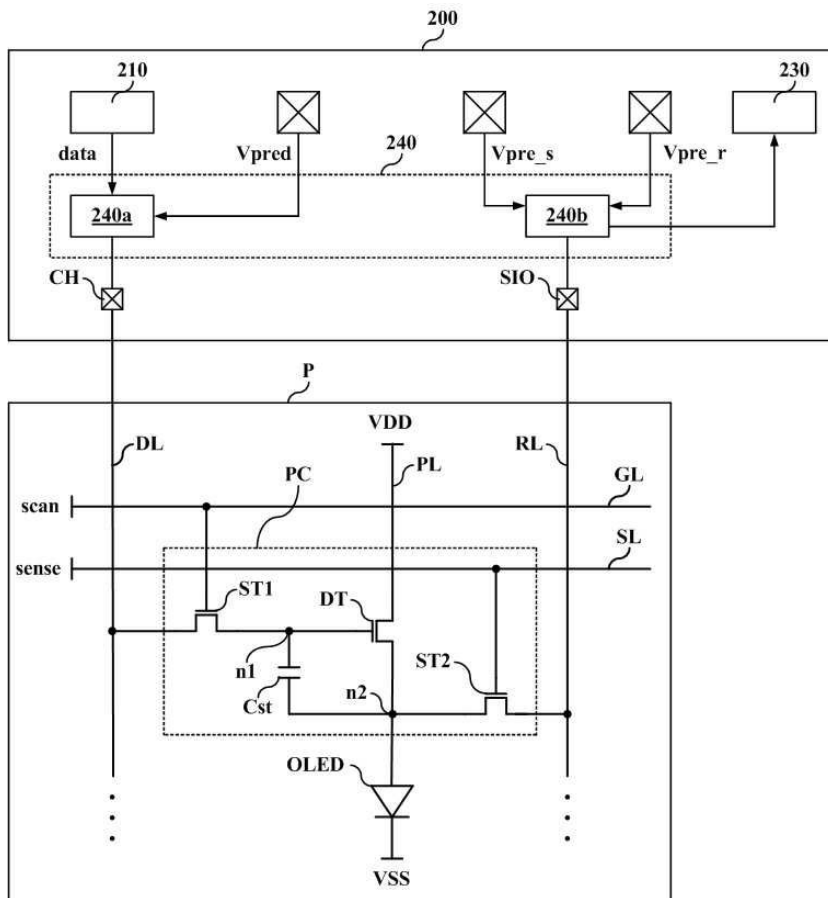 200
210
230
data
Vpred
240
Vpre_s
Vpre_r
240a
240b
CH
SIO
P
VDD
DL
RL
PL
PC
GL
scan
SL
sense
ST1
DT
ST2
n1
n2
Cst
OLED
VSS